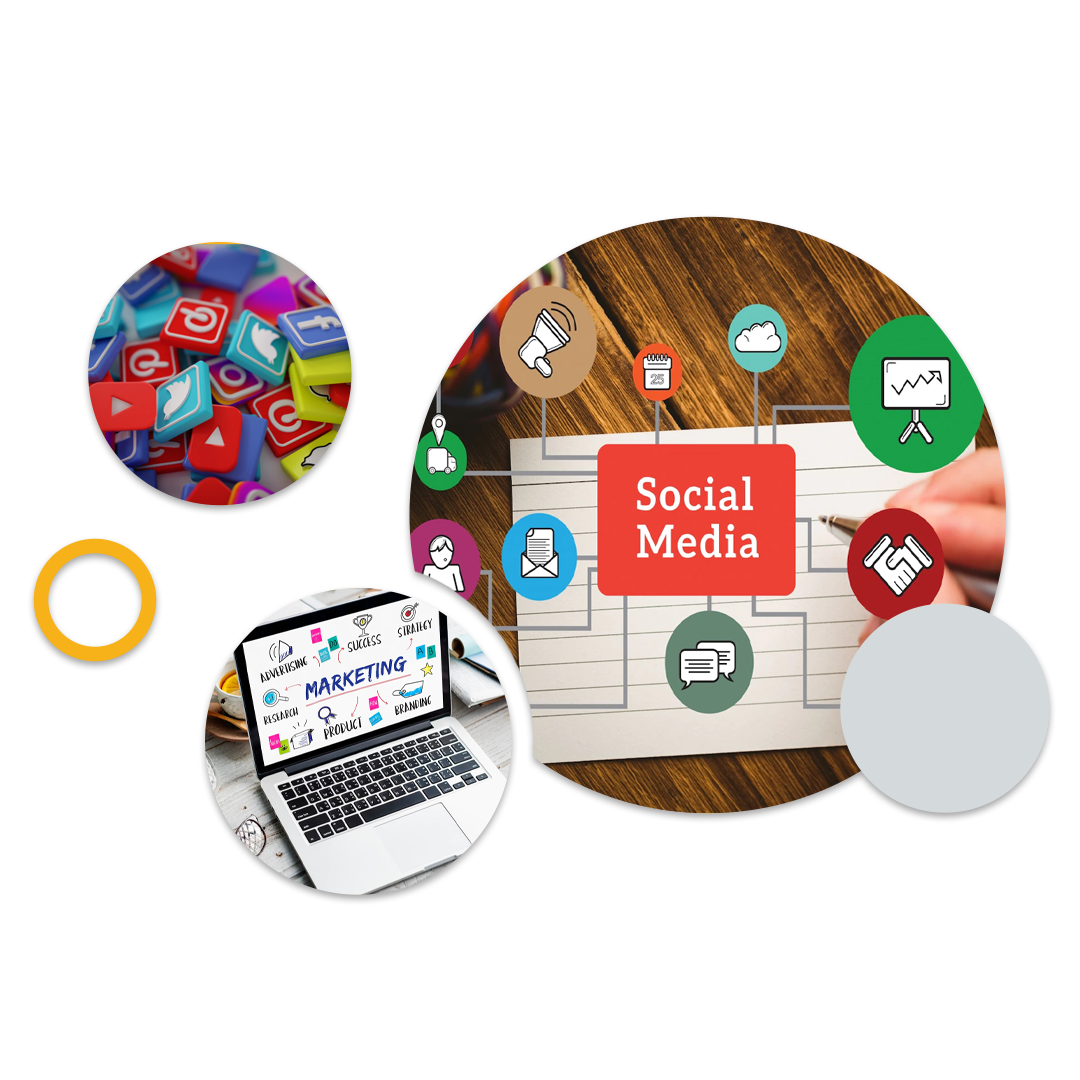 25
Social
Media
ADVERTISING
SUCCESS
STRATEGY
MARKETING
RESEARCH
PRODUCT
BRANDING